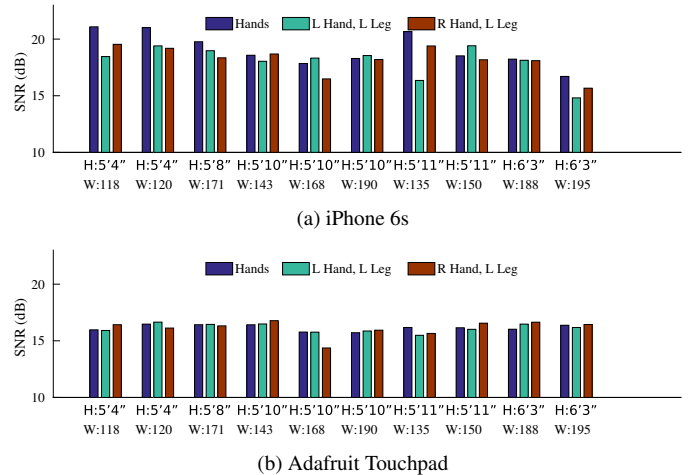 Hands L Hand, L Leg R Hand, L Leg
20
15
10
SNR (dB)
H:5'4” H:5'4” H:5'8” H:5'10” H:5'10” H:5'10” H:5'11” H:5'11” H:6'3” H:6'3”
W:118 W:120 W:171 W:143 W:168 W:190 W:135 W:150 W:188 W:195
(a) iPhone 6s
Hands L Hand, L Leg R Hand, L Leg
20
15
10
SNR (dB)
H:5'4” H:5'4” H:5'8” H:5'10” H:5'10” H:5'10” H:5'11” H:5'11” H:6'3” H:6'3”
W:118 W:120 W:171 W:143 W:168 W:190 W:135 W:150 W:188 W:195
(b) Adafruit Touchpad